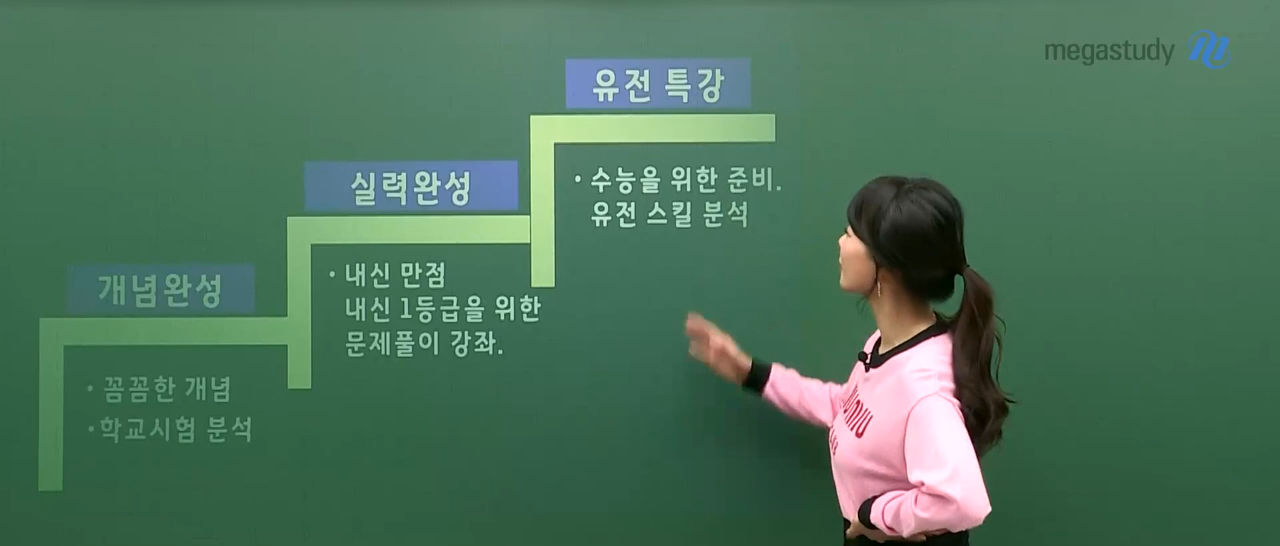 megastudy
유전 특강
• 수능을 위한 준비.
유전 스킬 분석
실력완성
• 내신 만점
내신 1등급을 위한
문제풀이 강좌.
개념완성
• 꼼꼼한 개념
•학교시험 분석